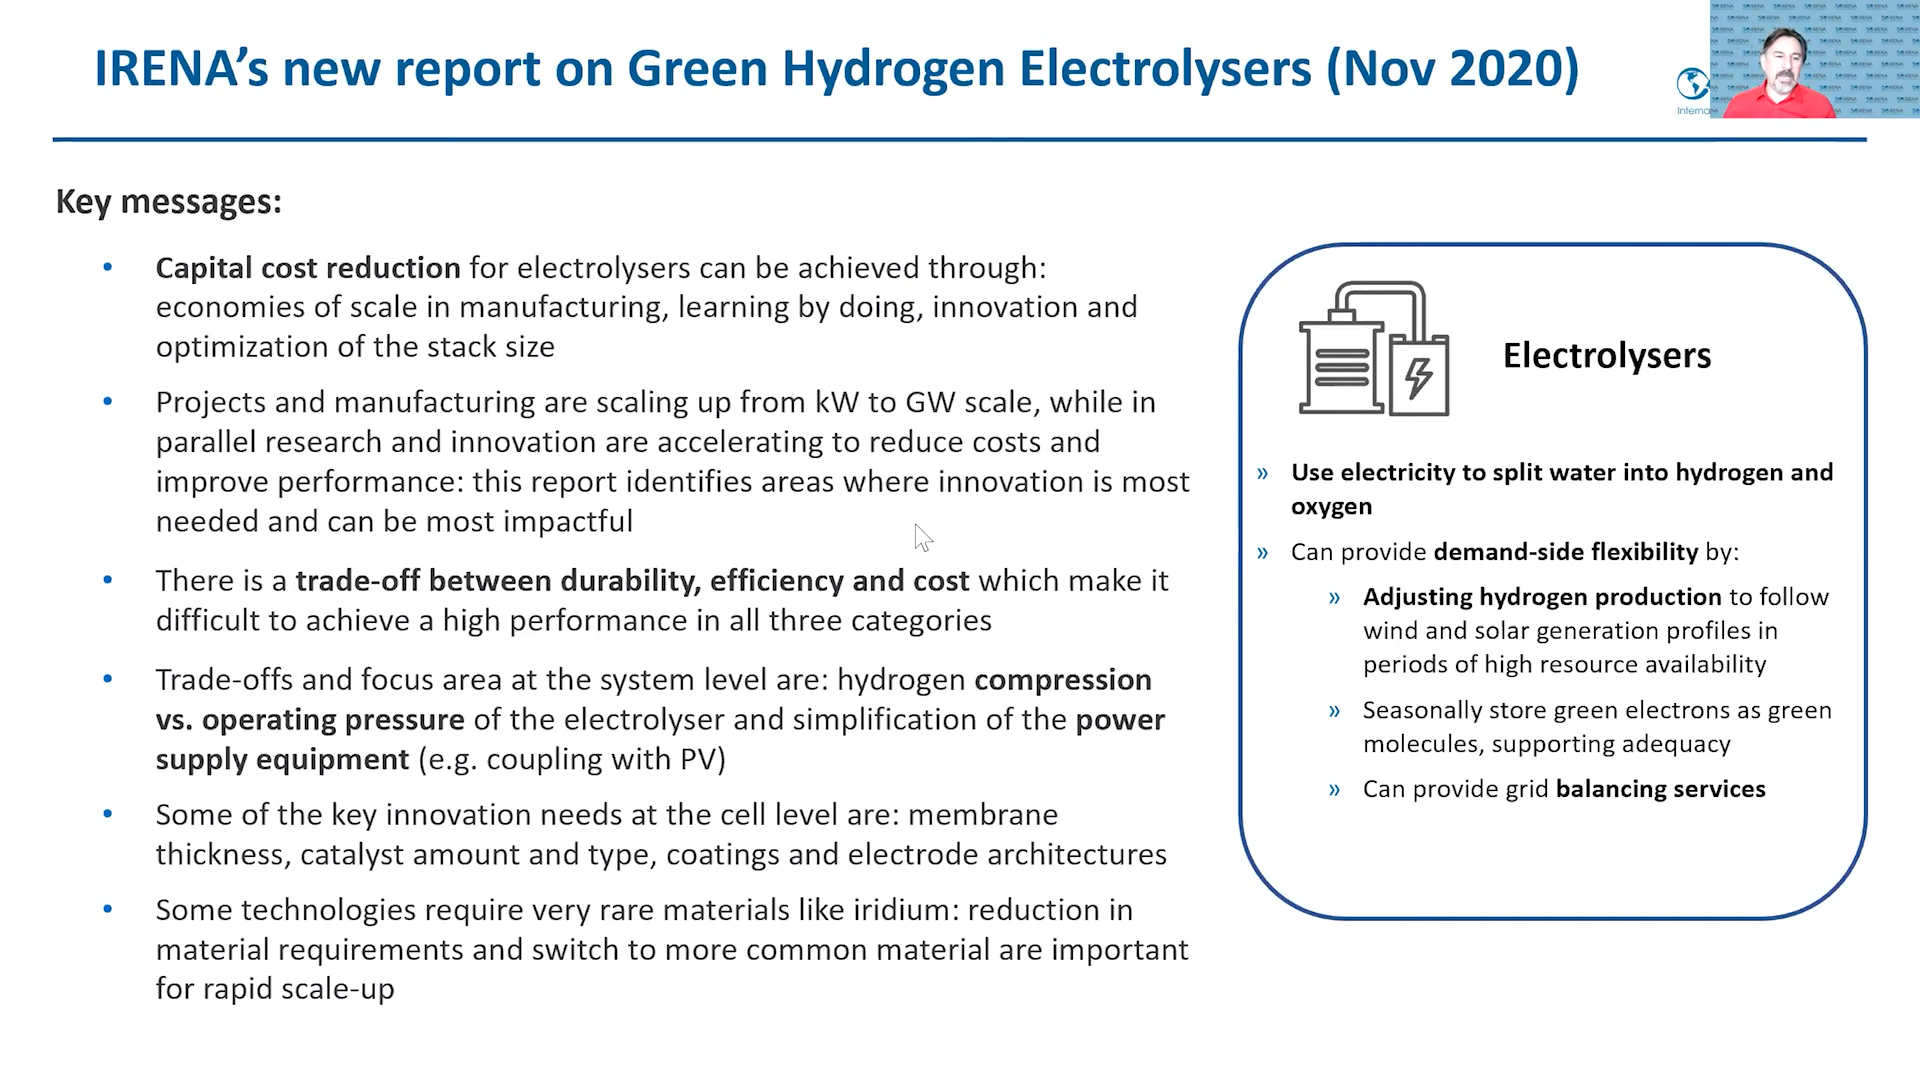 IRENA's new report on Green Hydrogen Electrolysers (Nov 2020)
Interna
Key messages:
• Capital cost reduction for electrolysers can be achieved through:
economies of scale in manufacturing, learning by doing, innovation and
optimization of the stack size
• Projects and manufacturing are scaling up from kW to GW scale, while in
parallel research and innovation are accelerating to reduce costs and
improve performance: this report identifies areas where innovation is most
needed and can be most impactful
• There is a trade-off between durability, efficiency and cost which make it
difficult to achieve a high performance in all three categories
• Trade-offs and focus area at the system level are: hydrogen compression
vs. operating pressure of the electrolyser and simplification of the power
supply equipment (e.g. coupling with PV)
• Some of the key innovation needs at the cell level are: membrane
thickness, catalyst amount and type, coatings and electrode architectures
• Some technologies require very rare materials like iridium: reduction in
material requirements and switch to more common material are important
for rapid scale-up
Electrolysers
» Use electricity to split water into hydrogen and
oxygen
» Can provide demand-side flexibility by:
» Adjusting hydrogen production to follow
wind and solar generation profiles in
periods of high resource availability
» Seasonally store green electrons as green
molecules, supporting adequacy
» Can provide grid balancing services